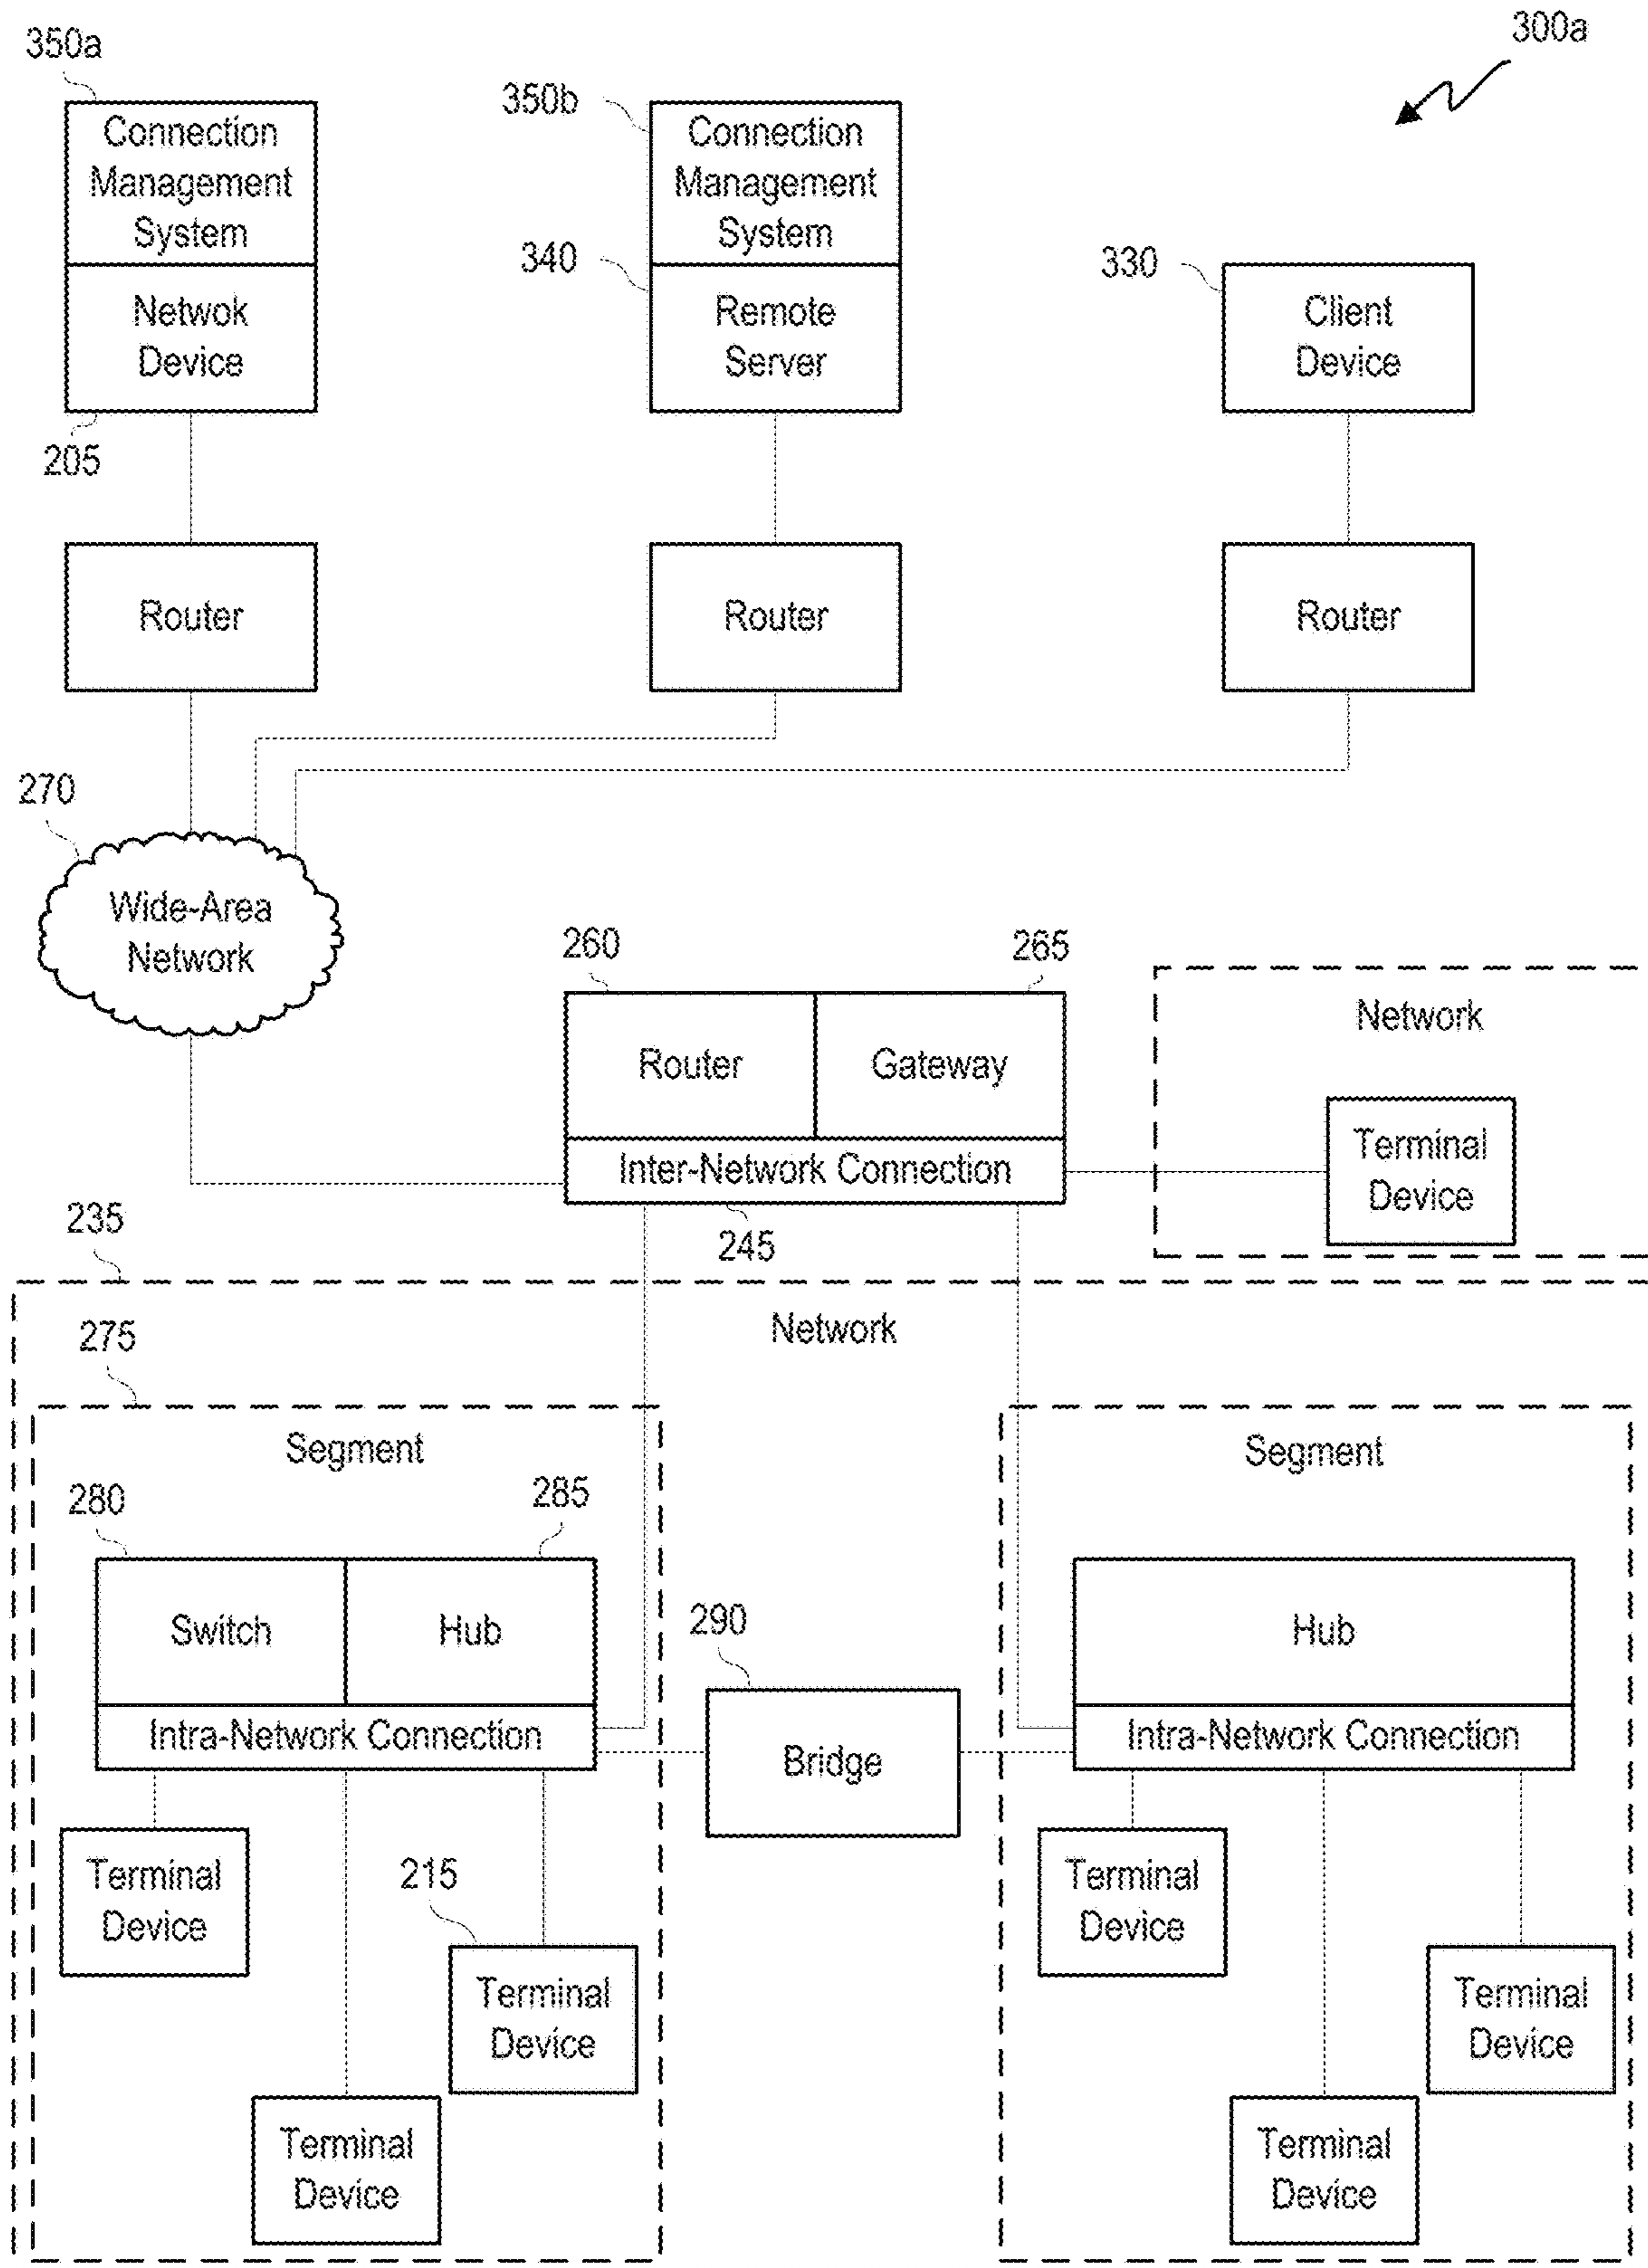 300a
350a
Connection
Management
System
Netwok
Device
205
350b
Connection
Management
System
340
Remote
Server
330
Client
Device
Router
Router
Router
270
Wide-Area
Network
260
265
Router
Gateway
Inter-Network Connection
245
Network
Terminal
Device
235
Network
275
Segment
280
285
Switch
Hub
Intra-Network Connection
290
Bridge
Segment
Hub
Intra-Network Connection
Terminal
Device
215
Terminal
Device
Terminal
Device
Terminal
Device
Terminal
Device
Terminal
Device